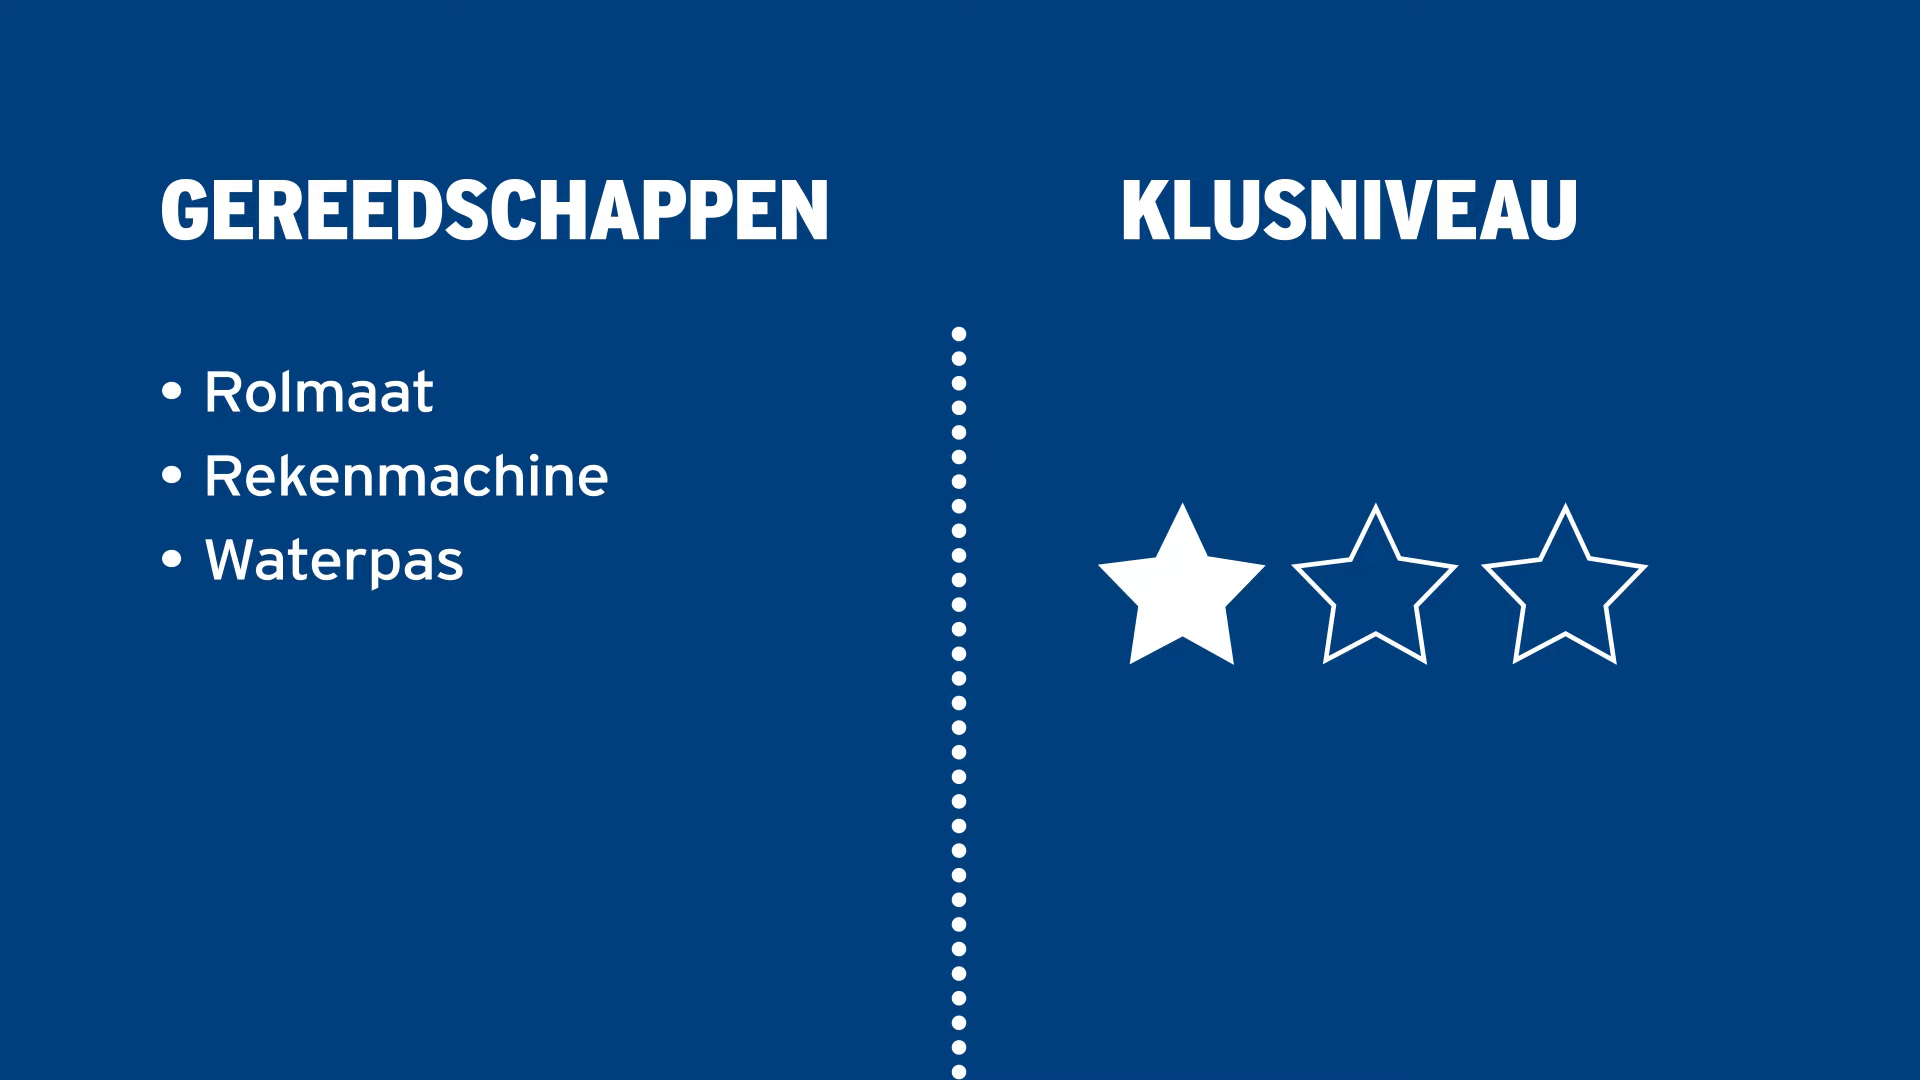 GEREEDSCHAPPEN
• Rolmaat
• Rekenmachine
• Waterpas
KLUSNIVEAU